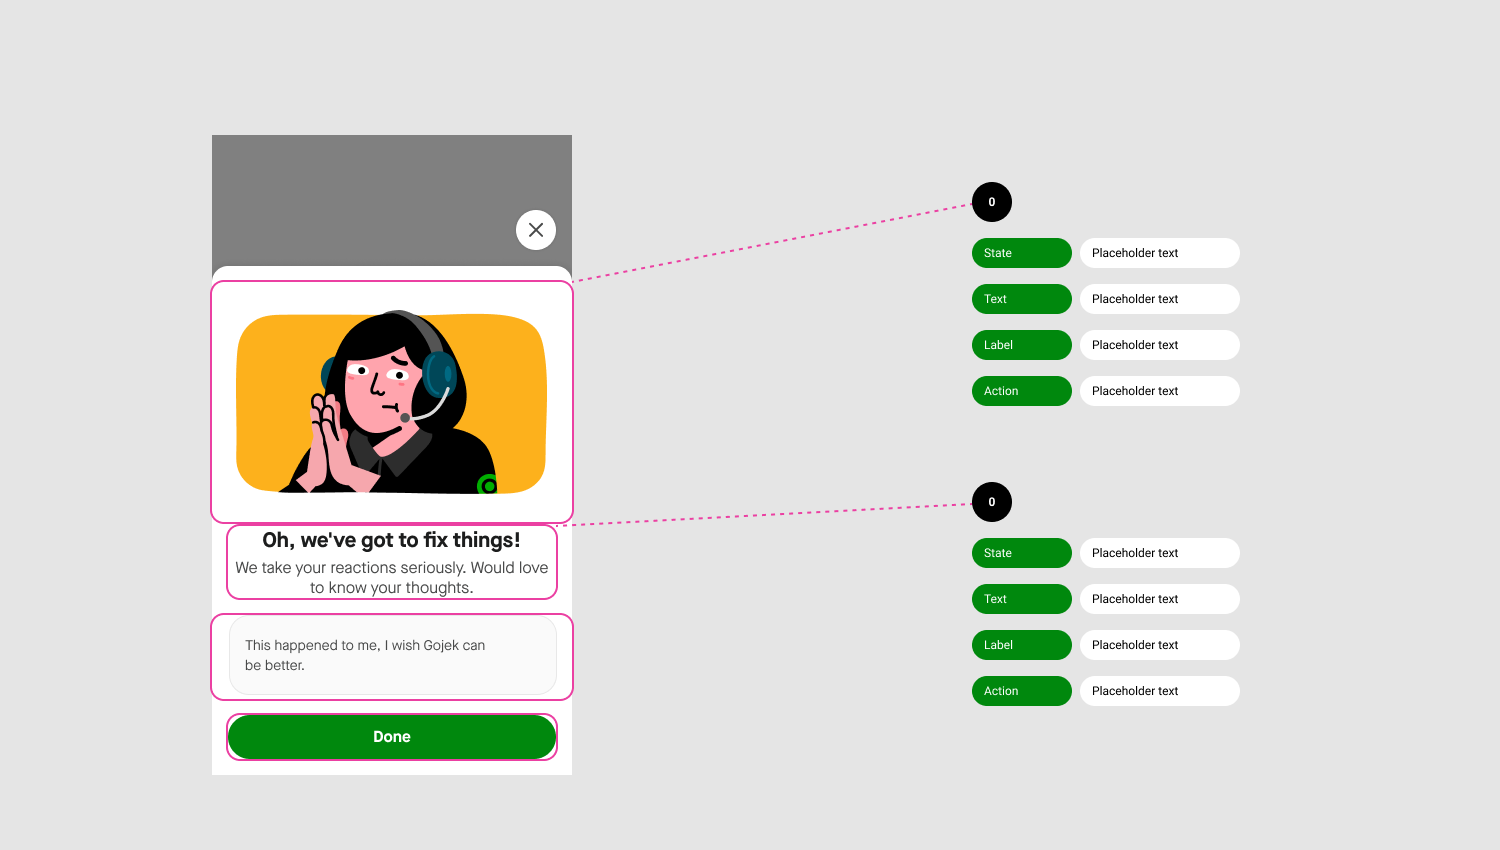 Oh, we've got to fix things!
We take your reactions seriously. Would love
to know your thoughts.
This happened to me, I wish Gojek can
be better.
Done
0
State Placeholder text
Text Placeholder text
Label Placeholder text
Action Placeholder text
0
State Placeholder text
Text Placeholder text
Label Placeholder text
Action Placeholder text